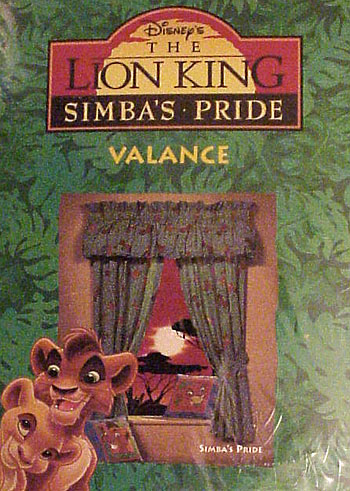 Disney's
THE
LION KING
SIMBA'S · PRIDE
VALANCE
SIMBA'S PRIDE